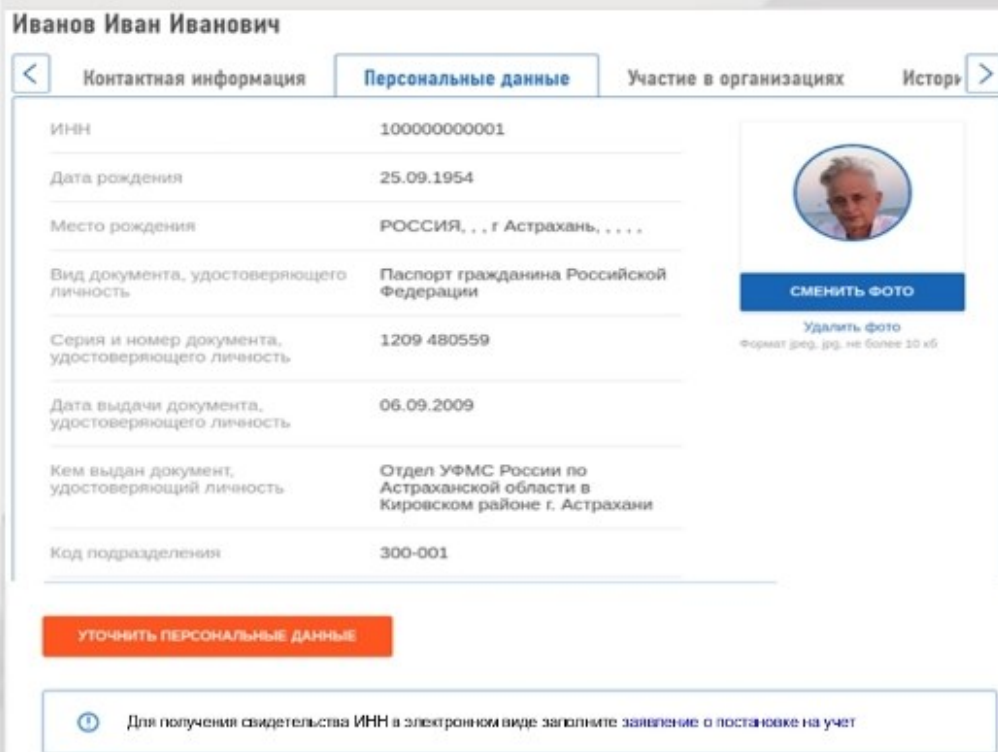 Иванов Иван Иванович
Контактная информация Персональные данные Участие в организациях Истори
ИНН 100000000001
Дата рождения 25.09.1954
Место рождения РОССИЯ, , , г Астрахань, , , , ,
Вид документа, удостоверяющего личность Паспорт гражданина Российской Федерации
Серия и номер документа, удостоверяющего личность 1209 480559
Дата выдачи документа, удостоверяющего личность 06.09.2009
Кем выдан документ, удостоверяющий личность Отдел УФМС России по Астраханской области в Кировском районе г. Астрахани
Код подразделения 300-001
СМЕНИТЬ ФОТО
Удалить фото
Формат jpeg, jpg, не более 10 кб
УТОЧНИТЬ ПЕРСОНАЛЬНЫЕ ДАННЫЕ
Для получения свидетельства ИНН в электронном виде заполните заявление о постановке на учет